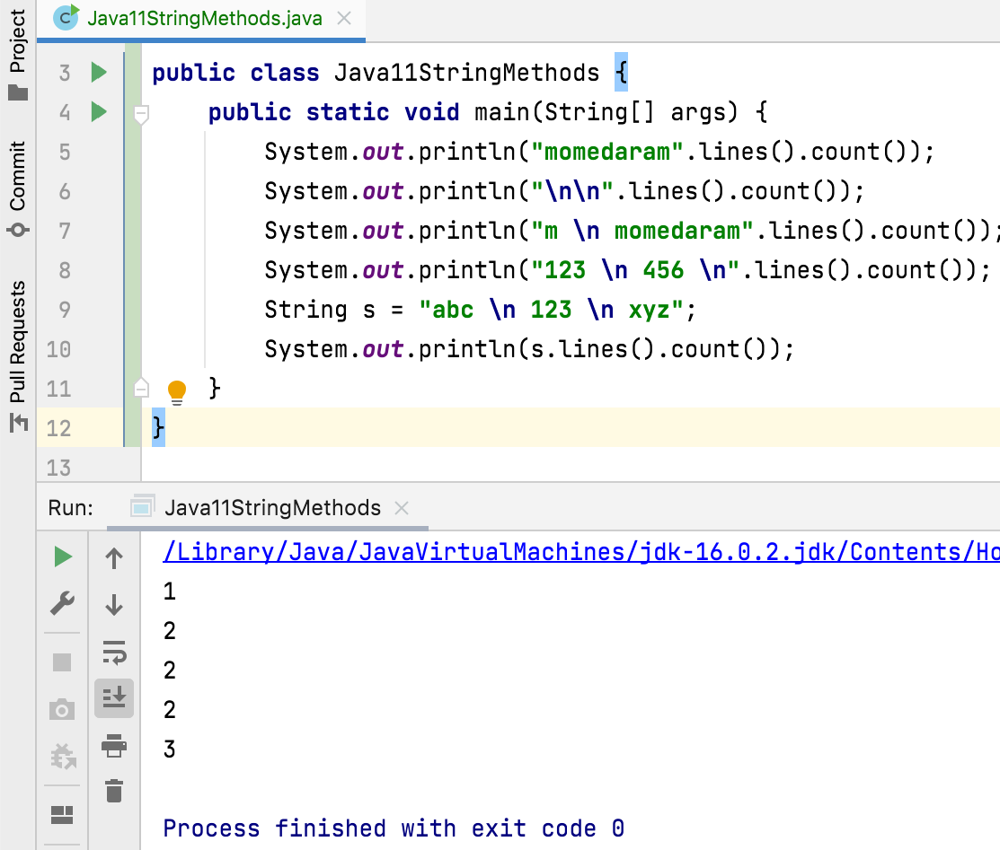 Java11StringMethods.java
Project
Commit
Pull Requests
3 public class Java11StringMethods {
4 public static void main(String[] args) {
5 System.out.println("momedaram".lines().count());
6 System.out.println("\n\n".lines().count());
7 System.out.println("m \n momedaram".lines().count());
8 System.out.println("123 \n 456 \n".lines().count());
9 String s = "abc \n 123 \n xyz";
10 System.out.println(s.lines().count());
11 }
12 }
13
Run: Java11StringMethods
/Library/Java/JavaVirtualMachines/jdk-16.0.2.jdk/Contents/Ho
1
2
2
2
3
Process finished with exit code 0